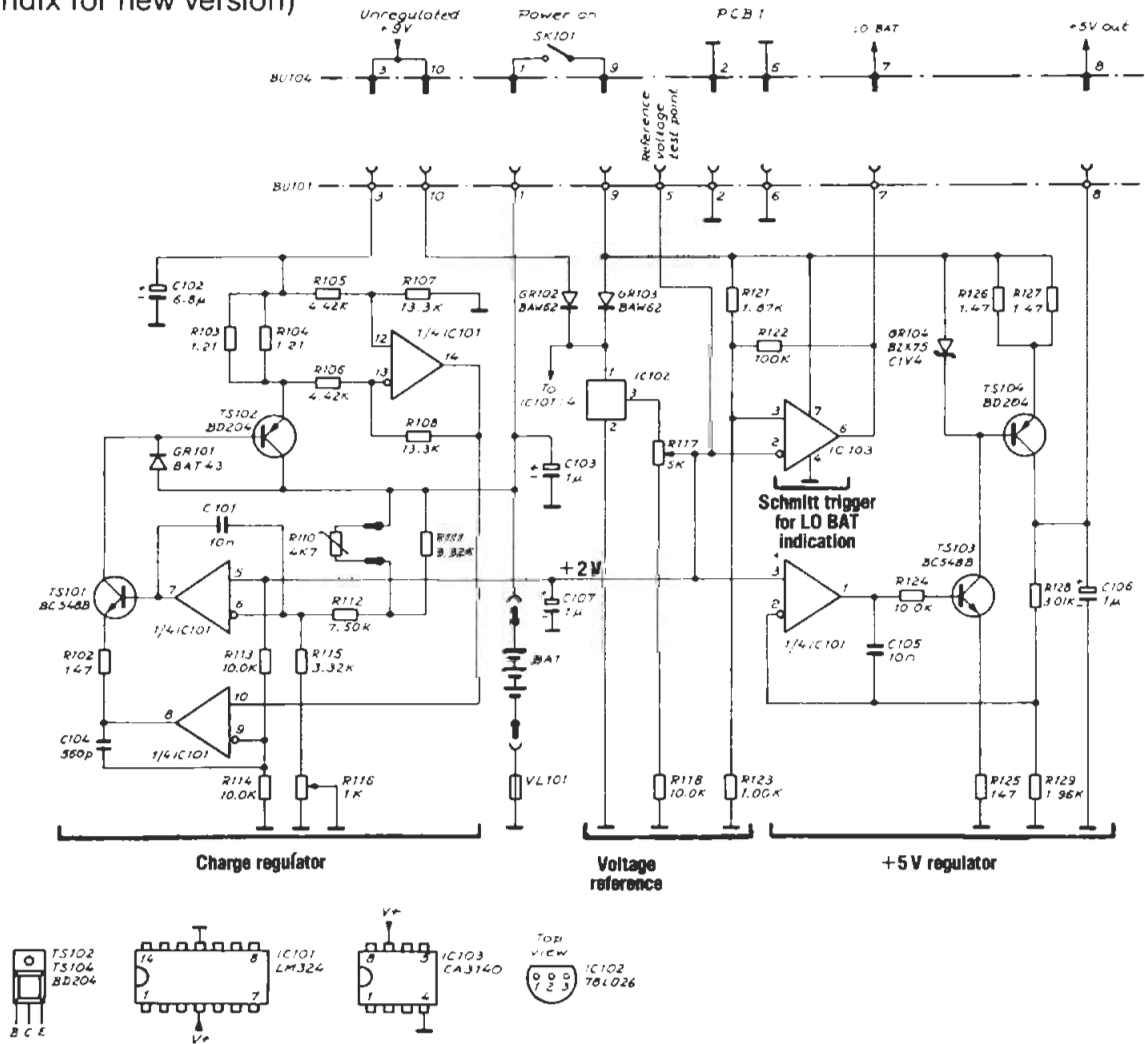 ndix for new version)
Unregulated
+9V
Power on
SK101
PCB1
LO BAT
+5V out
BU104
3
10
1
9
2
6
7
8
Reference
voltage
test point
BU101
3
10
1
9
5
2
6
7
8
C102
6.8µ
R105
4.42K
R107
13.3K
R103
1.21
R104
1.21
1/4 IC101
12
13
14
R106
4.42K
R108
13.3K
TS102
BD204
GR101
BAT43
C101
10n
R110
4K7
R111
3.32K
TS101
BC548B
7
5
6
1/4 IC101
R112
7.50K
R102
147
R113
10.0K
R115
3.32K
8
10
9
1/4 IC101
C104
560p
R114
10.0K
R116
1K
GR102
BAW62
GR103
BAW62
To
IC101:4
1
IC102
3
2
C103
1µ
R117
5K
+2V
C107
1µ
BA1
VL101
R118
10.0K
R121
1.87K
R122
100K
3
2
7
6
4
IC103
Schmitt trigger
for LO BAT
indication
R123
1.00K
GR104
BZX75
C1V4
R126
1.47
R127
1.47
TS104
BD204
3
2
1
1/4 IC101
R124
10.0K
TS103
BC548B
C105
10n
R128
3.01K
C106
1µ
R125
147
R129
1.96K
Charge regulator
Voltage
reference
+5V regulator
TS102
TS104
BD204
B C E
14
8
1
7
V+
IC101
LM324
V+
8
5
1
4
IC103
CA3140
Top
view
1 2 3
IC102
78L026